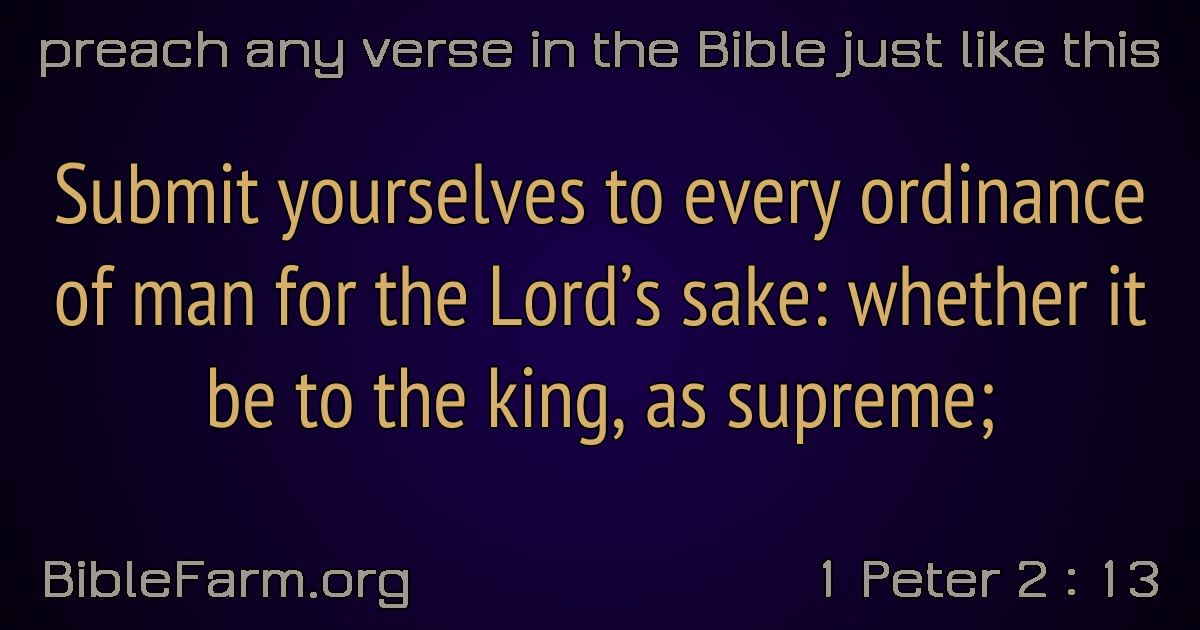 preach any verse in the Bible just like this
Submit yourselves to every ordinance
of man for the Lord’s sake: whether it
be to the king, as supreme;
BibleFarm.org
1 Peter 2 : 13